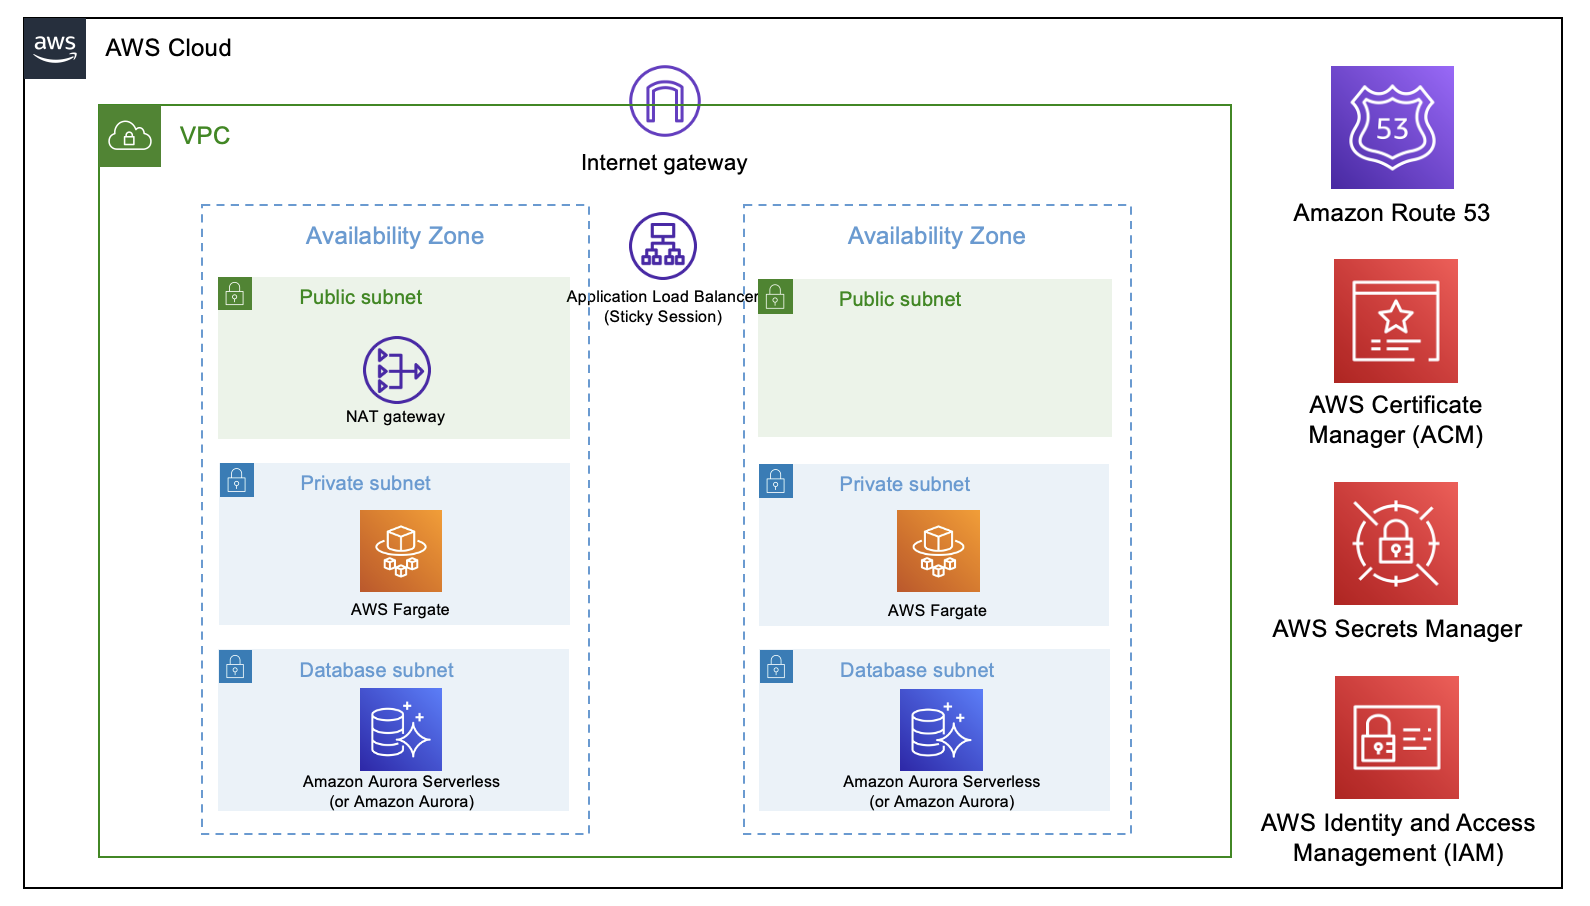 aws
AWS Cloud
VPC
Internet gateway
Availability Zone
Public subnet
NAT gateway
Private subnet
AWS Fargate
Database subnet
Amazon Aurora Serverless
(or Amazon Aurora)
Application Load Balancer
(Sticky Session)
Availability Zone
Public subnet
Private subnet
AWS Fargate
Database subnet
Amazon Aurora Serverless
(or Amazon Aurora)
53
Amazon Route 53
AWS Certificate
Manager (ACM)
AWS Secrets Manager
AWS Identity and Access
Management (IAM)